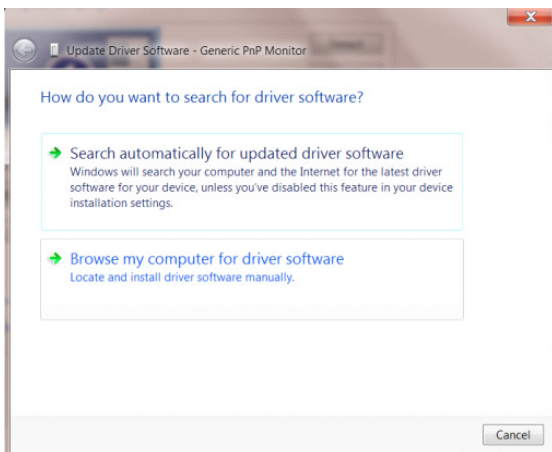 Update Driver Software - Generic PnP Monitor
How do you want to search for driver software?
Search automatically for updated driver software
Windows will search your computer and the Internet for the latest driver
software for your device, unless you've disabled this feature in your device
installation settings.
Browse my computer for driver software
Locate and install driver software manually.
Cancel